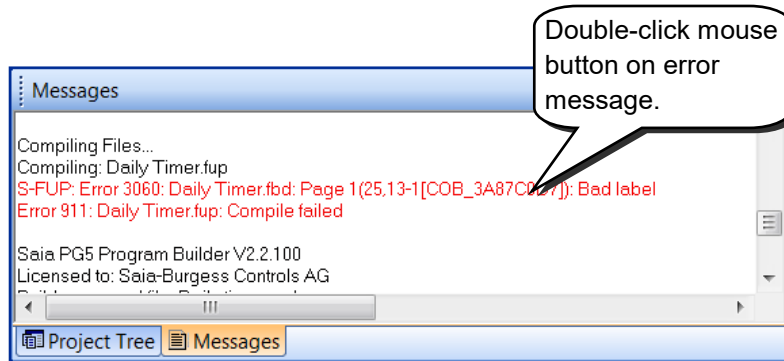 Double-click mouse
button on error
message.
Messages
Compiling Files...
Compiling: Daily Timer.fup
S-FUP: Error 3060: Daily Timer.fbd: Page 1(25,13-1 Bad label
Error 911: Daily Timer.fup: Compile failed
Saia PG5 Program Builder V2.2.100
Licensed to: Saia-Burgess Controls AG
Project Tree Messages